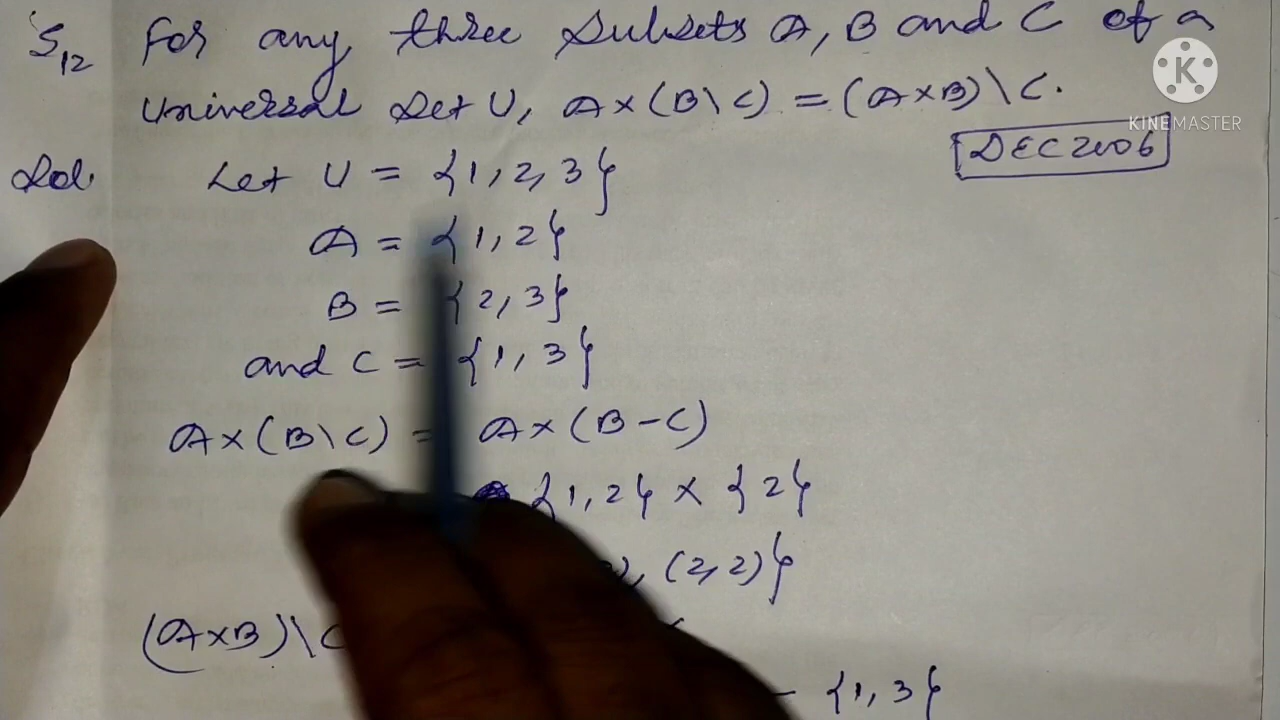 S12 For any three subsets A, B and C of a
Universal set U, A×(B\C) = (A×B)\C.
K
KINEMASTER
DEC 2006
Sol. Let U = {1, 2, 3}
A = {1, 2}
B = {2, 3}
and C = {1, 3}
A×(B\C) = A×(B-C)
{1, 2} × {2}
), (2, 2)}
(A×B)\C
- {1, 3}